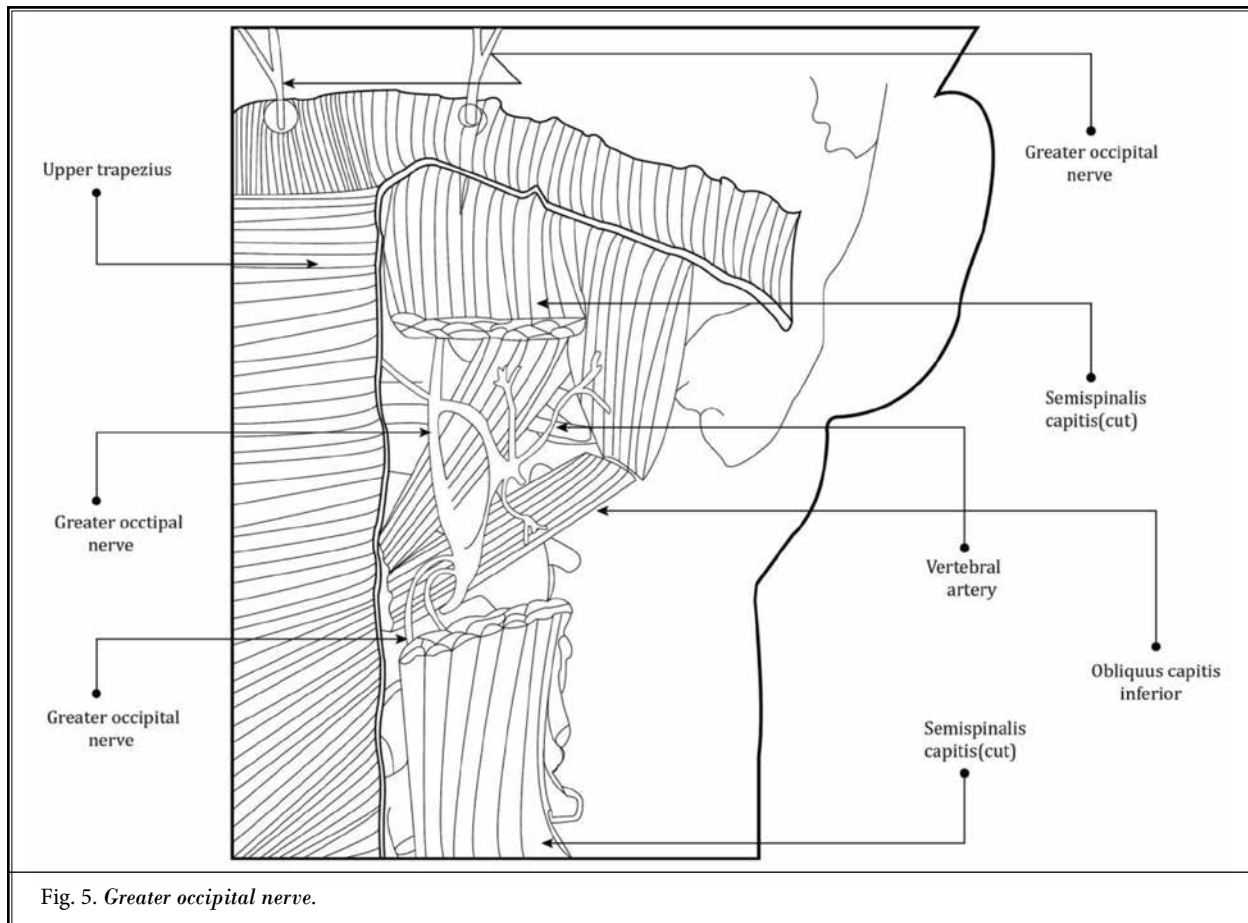 Upper trapezius
Greater occtipal
nerve
Greater occipital
nerve
Greater occipital
nerve
Semispinalis
capitis(cut)
Vertebral
artery
Obliquus capitis
inferior
Semispinalis
capitis(cut)
Fig. 5. Greater occipital nerve.